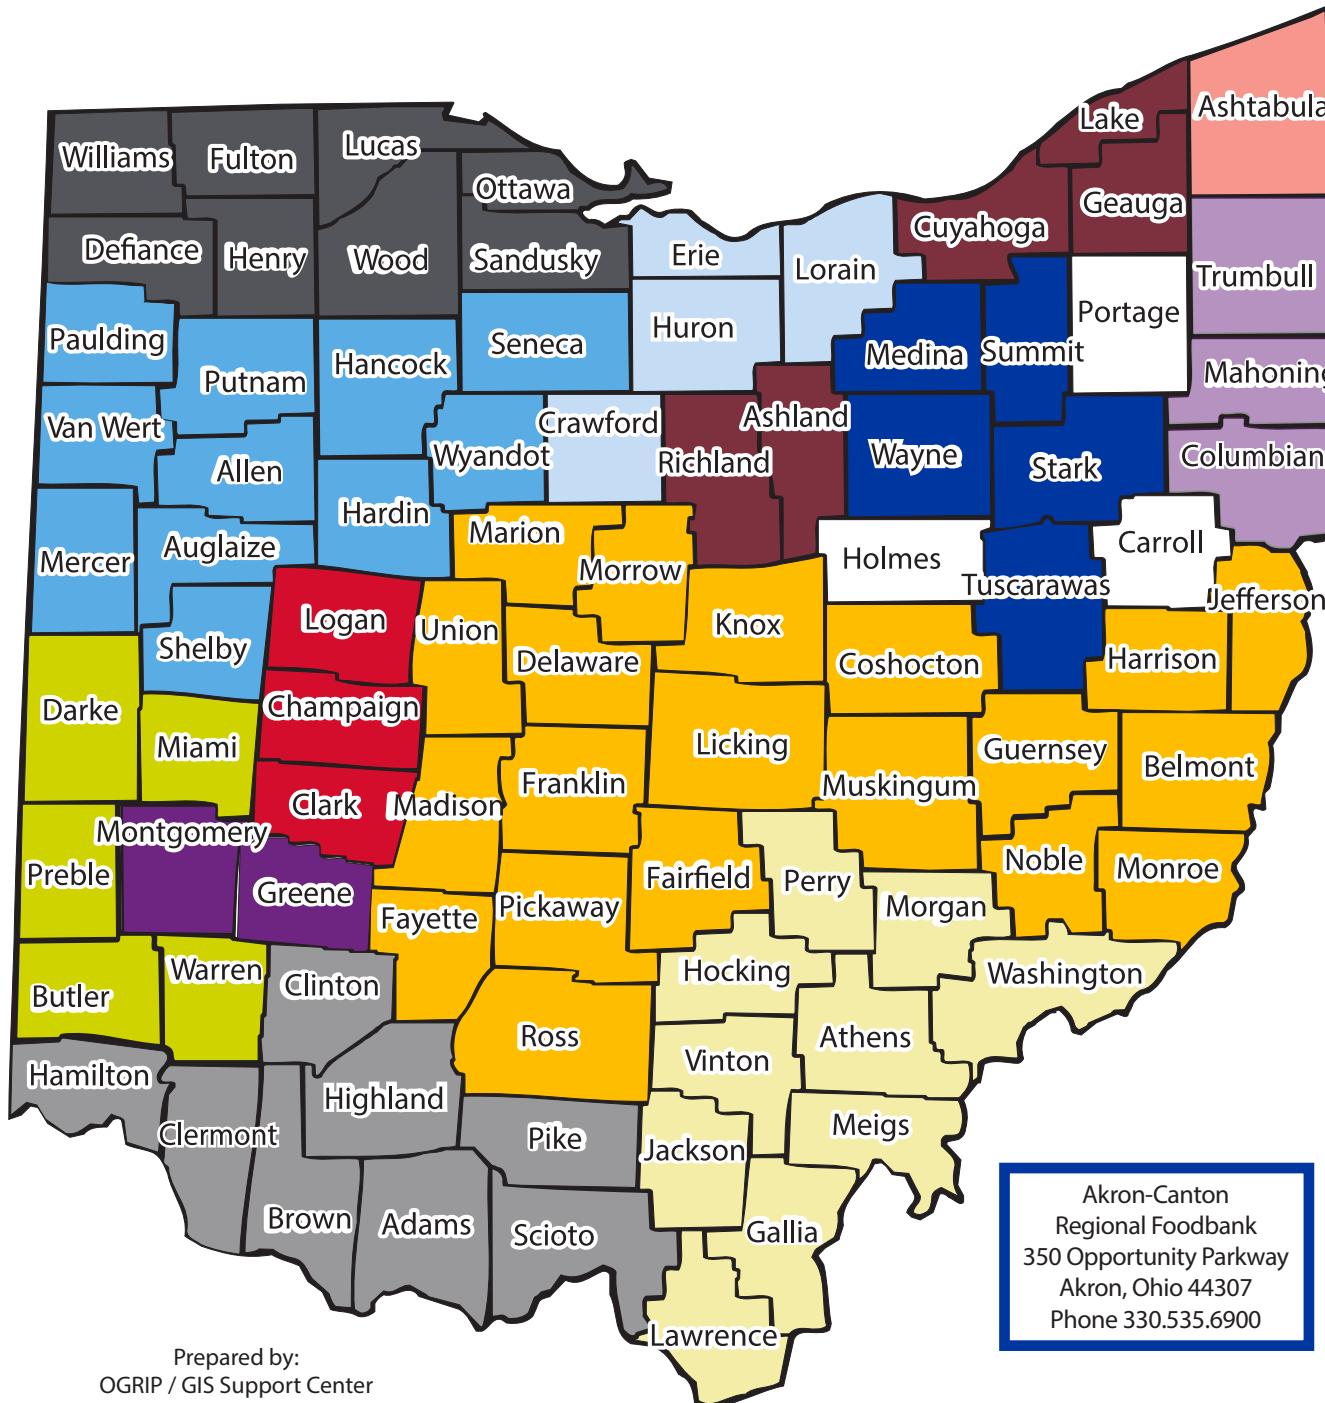 Ashtabula
Lake
Williams
Fulton
Lucas
Ottawa
Geauga
Cuyahoga
Defiance
Henry
Wood
Sandusky
Erie
Lorain
Trumbull
Paulding
Putnam
Hancock
Seneca
Huron
Medina
Summit
Portage
Mahoning
Van Wert
Allen
Wyandot
Crawford
Richland
Ashland
Wayne
Stark
Columbian
Mercer
Auglaize
Hardin
Marion
Morrow
Holmes
Tuscarawas
Carroll
Jefferson
Shelby
Logan
Union
Delaware
Knox
Coshocton
Harrison
Darke
Miami
Champaign
Licking
Muskingum
Guernsey
Belmont
Clark
Madison
Franklin
Montgomery
Preble
Greene
Fayette
Pickaway
Fairfield
Perry
Morgan
Noble
Monroe
Butler
Warren
Clinton
Hocking
Washington
Ross
Vinton
Athens
Hamilton
Highland
Clermont
Pike
Jackson
Meigs
Brown
Adams
Scioto
Gallia
Lawrence
Akron-Canton
Regional Foodbank
350 Opportunity Parkway
Akron, Ohio 44307
Phone 330.535.6900
Prepared by:
OGRIP / GIS Support Center